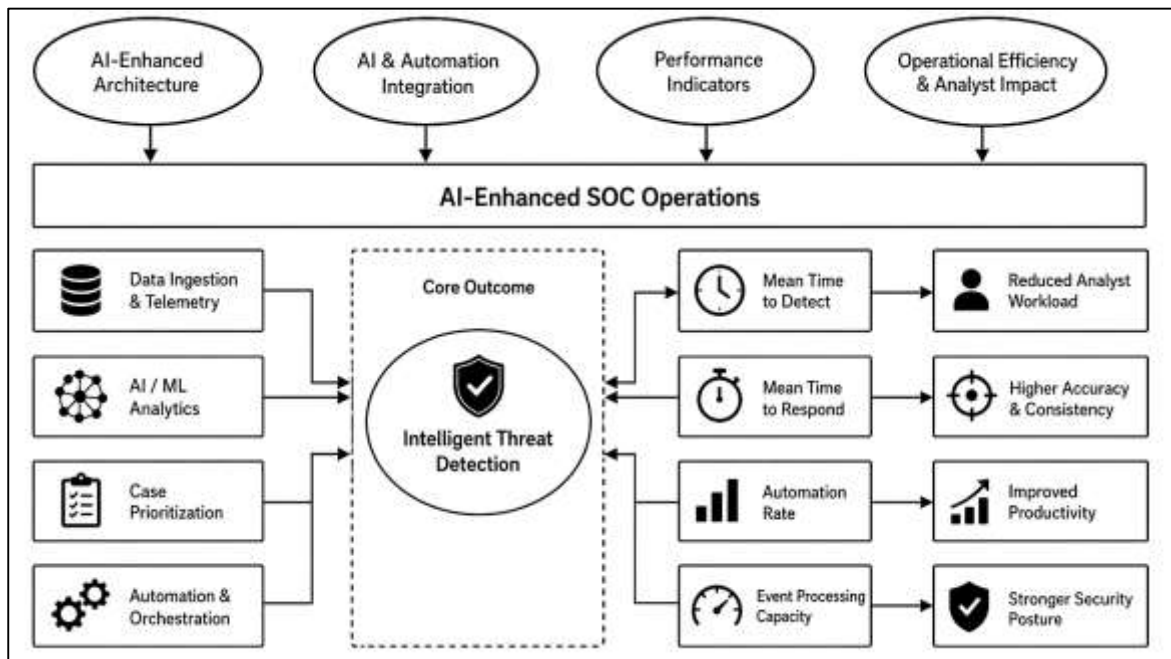 AI-Enhanced
Architecture
AI & Automation
Integration
Performance
Indicators
Operational Efficiency
& Analyst Impact
AI-Enhanced SOC Operations
Data Ingestion
& Telemetry
AI / ML
Analytics
Case
Prioritization
Automation &
Orchestration
Core Outcome
Intelligent Threat
Detection
Mean Time
to Detect
Mean Time
to Respond
Automation
Rate
Event Processing
Capacity
Reduced Analyst
Workload
Higher Accuracy
& Consistency
Improved
Productivity
Stronger Security
Posture